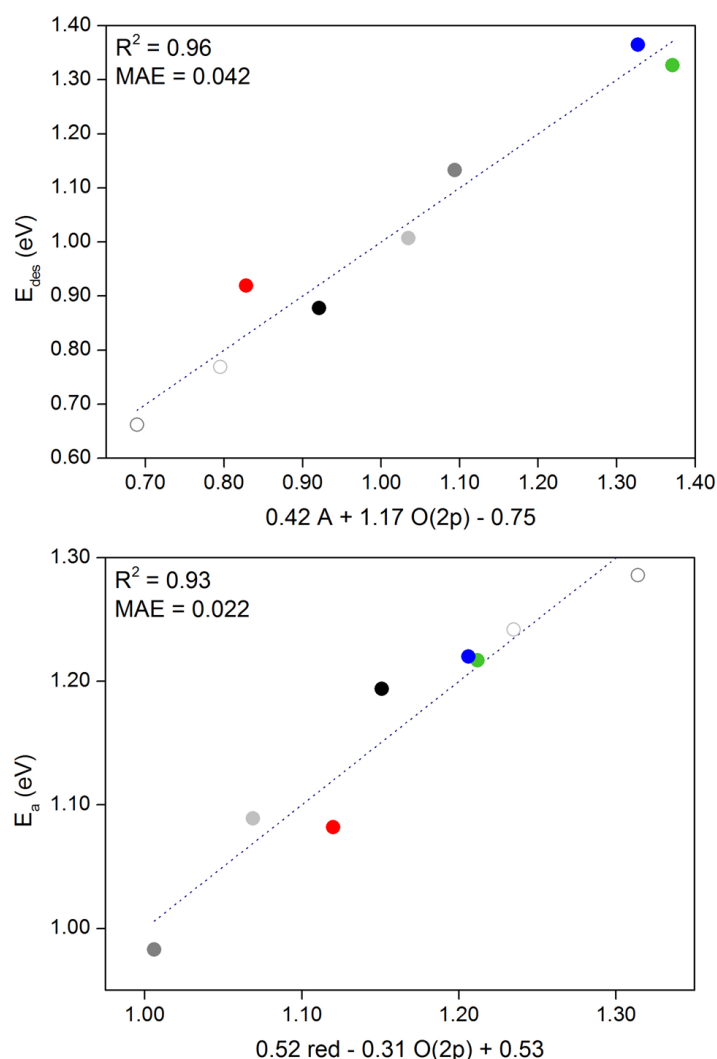 1.40
R² = 0.96
MAE = 0.042
1.30
1.20
1.10
1.00
0.90
0.80
0.70
0.60
E_des (eV)
0.70 0.80 0.90 1.00 1.10 1.20 1.30 1.40
0.42 A + 1.17 O(2p) - 0.75
1.30
R² = 0.93
MAE = 0.022
1.20
1.10
1.00
E_a (eV)
1.00 1.10 1.20 1.30
0.52 red - 0.31 O(2p) + 0.53